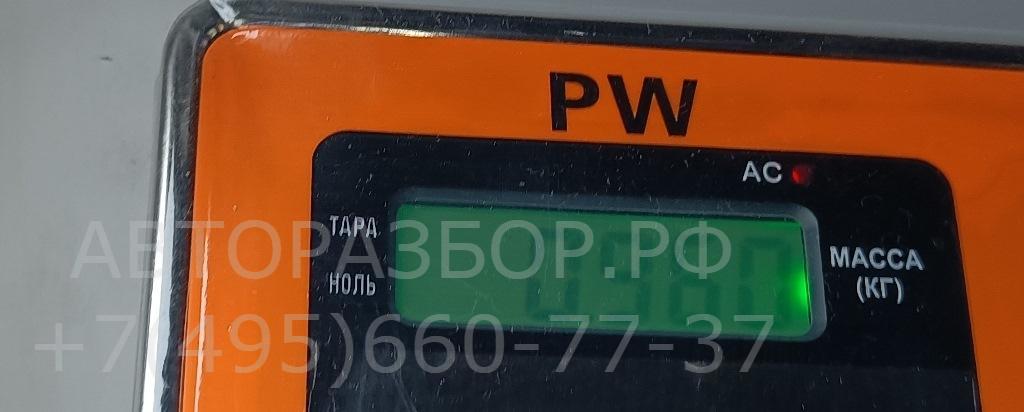 PW
AC
ТАРА
НОЛЬ
МАССА
(КГ)
АВТОРАЗБОР.РФ
+7(495)660-77-37